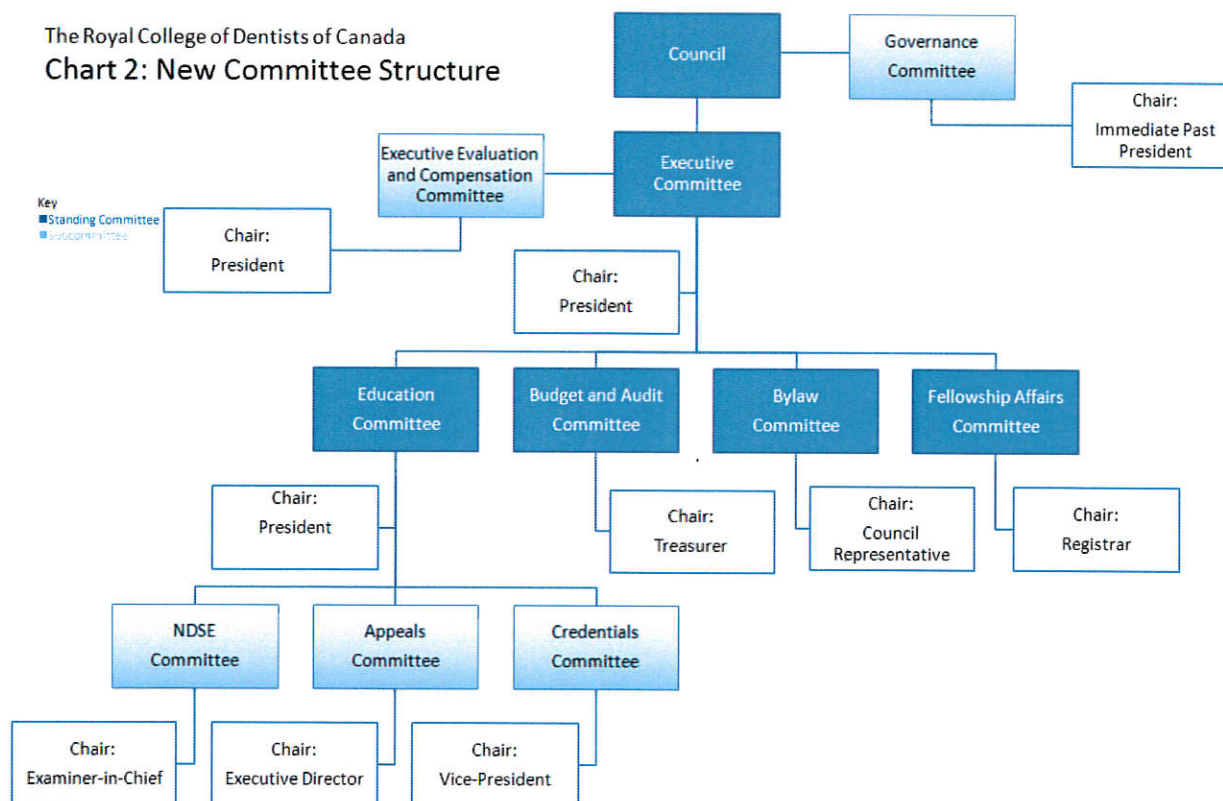 The Royal College of Dentists of Canada
Chart 2: New Committee Structure
Council
Governance
Committee
Chair:
Immediate Past
President
Executive Evaluation
and Compensation
Committee
Executive
Committee
Key
Standing Committee
Subcommittee
Chair:
President
Chair:
President
Education
Committee
Budget and Audit
Committee
Bylaw
Committee
Fellowship Affairs
Committee
Chair:
President
Chair:
Treasurer
Chair:
Council
Representative
Chair:
Registrar
NDSE
Committee
Appeals
Committee
Credentials
Committee
Chair:
Examiner-in-Chief
Chair:
Executive Director
Chair:
Vice-President